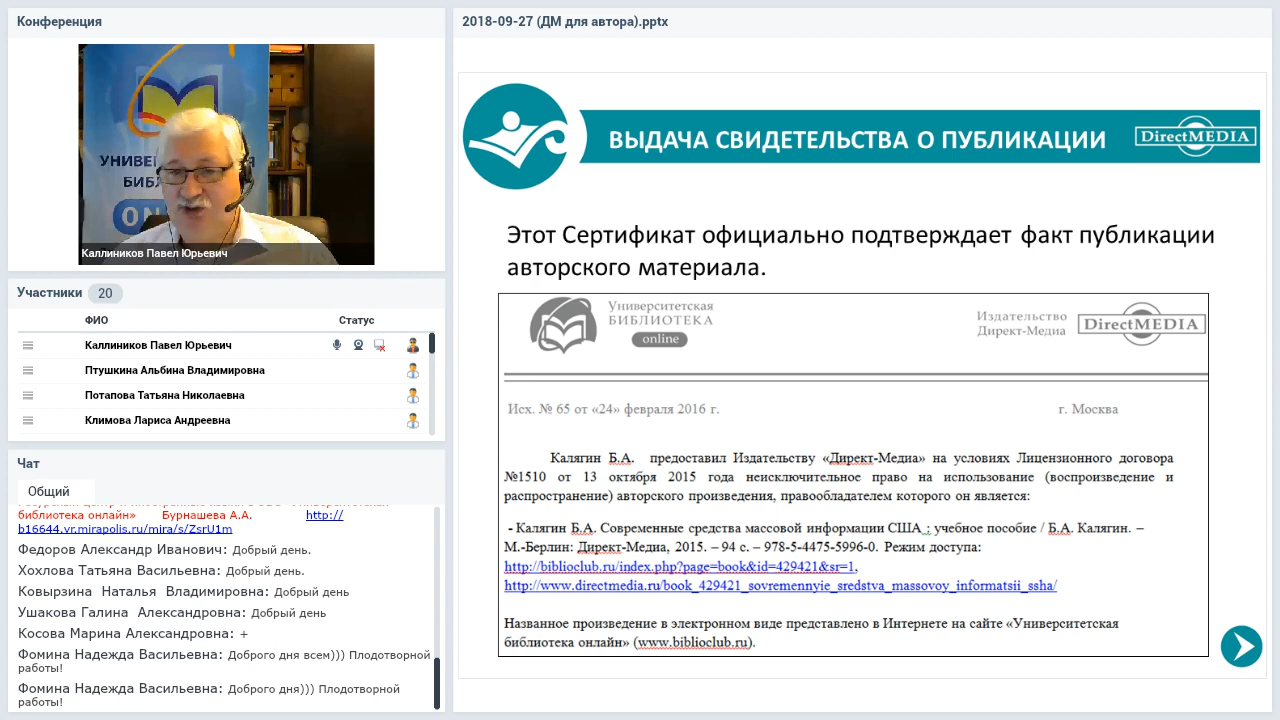 Конференция
УНИВЕР
БИБЛ
ON
Каллиников Павел Юрьевич
Участники 20
ФИО Статус
Каллиников Павел Юрьевич
Птушкина Альбина Владимировна
Потапова Татьяна Николаевна
Климова Лариса Андреевна
Чат
Общий
библиотека онлайн» Бурнашева А.А. http://
b16644.vr.mirapolis.ru/mira/s/ZsrU1m
Федоров Александр Иванович: Добрый день.
Хохлова Татьяна Васильевна: Добрый день.
Ковырзина Наталья Владимировна: Добрый день
Ушакова Галина Александровна: Добрый день
Косова Марина Александровна: +
Фомина Надежда Васильевна: Доброго дня всем))) Плодотворной
работы!
Фомина Надежда Васильевна: Доброго дня))) Плодотворной
работы!
2018-09-27 (ДМ для автора).pptx
ВЫДАЧА СВИДЕТЕЛЬСТВА О ПУБЛИКАЦИИ
DirectMEDIA
Этот Сертификат официально подтверждает факт публикации
авторского материала.
Университетская
БИБЛИОТЕКА
online
Издательство
Директ-Медиа
DirectMEDIA
Исх. № 65 от «24» февраля 2016 г. г. Москва
Калягин Б.А. предоставил Издательству «Директ-Медиа» на условиях Лицензионного договора
№1510 от 13 октября 2015 года неисключительное право на использование (воспроизведение и
распространение) авторского произведения, правообладателем которого он является:
- Калягин Б.А. Современные средства массовой информации США : учебное пособие / Б.А. Калягин. –
М.-Берлин: Директ-Медиа, 2015. – 94 с. – 978-5-4475-5996-0. Режим доступа:
http://biblioclub.ru/index.php?page=book&id=429421&sr=1,
http://www.directmedia.ru/book_429421_sovremennyie_sredstva_massovoy_informatsii_ssha/
Названное произведение в электронном виде представлено в Интернете на сайте «Университетская
библиотека онлайн» (www.biblioclub.ru).